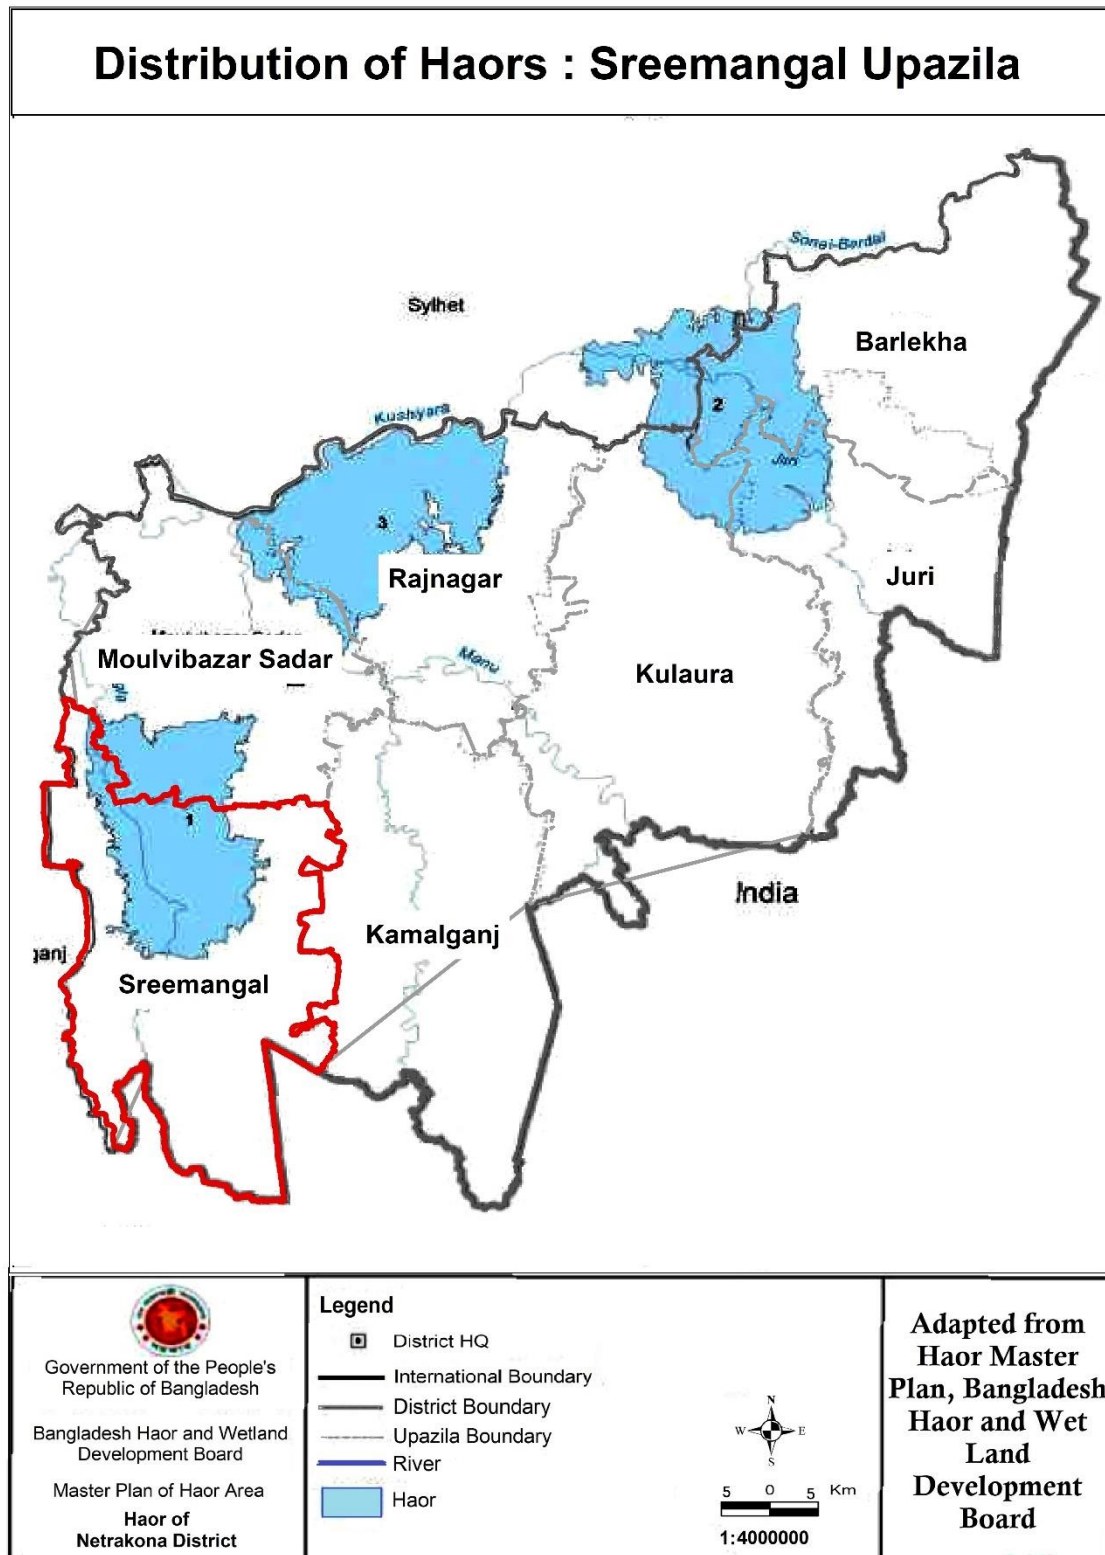 Distribution of Haors : Sreemangal Upazila
Sonai-Bardal
Sylhet
Barlekha
2
Kushyara
Juri
3
Rajnagar
Juri
Moulvibazar Sadar
Manu
Kulaura
1
India
Kamalganj
ganj
Sreemangal
Government of the People's
Republic of Bangladesh
Bangladesh Haor and Wetland
Development Board
Master Plan of Haor Area
Haor of
Netrakona District
Legend
District HQ
International Boundary
District Boundary
Upazila Boundary
River
Haor
N
W E
S
5 0 5 Km
1:4000000
Adapted from
Haor Master
Plan, Bangladesh
Haor and Wet
Land
Development
Board